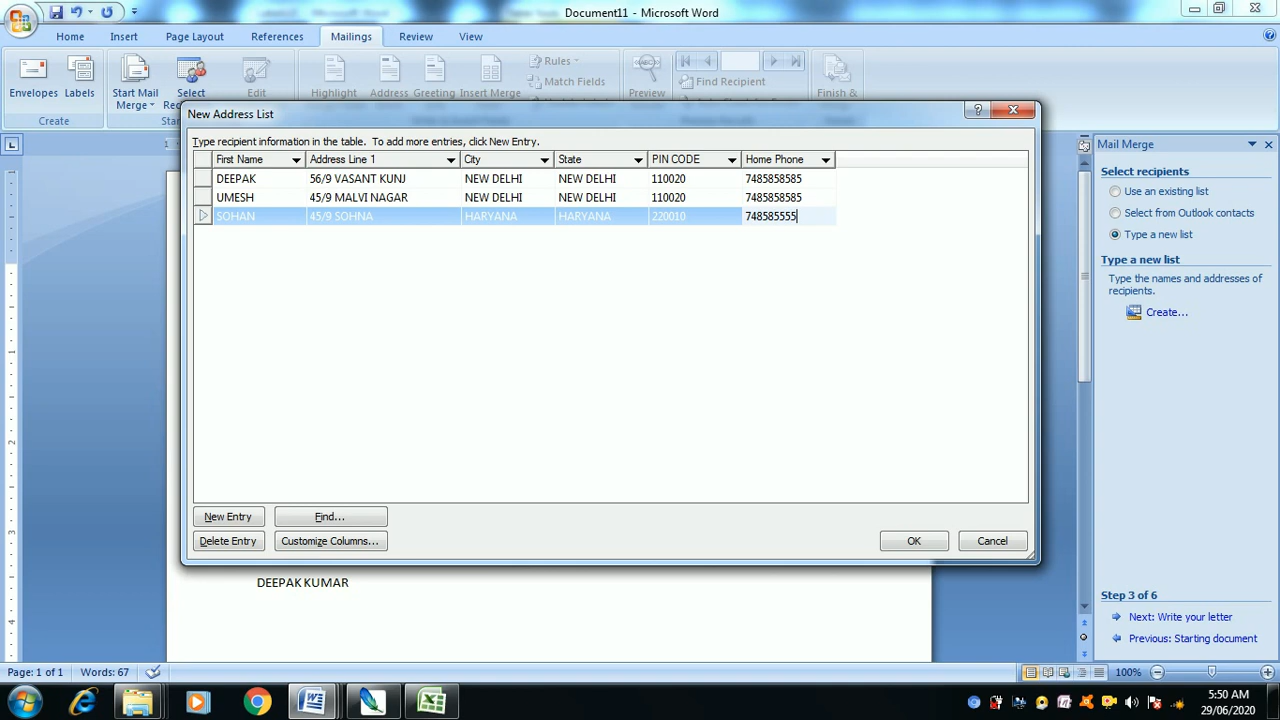 Document11 - Microsoft Word
Home Insert Page Layout References Mailings Review View
Envelopes Labels Start Mail Merge Select Edit Highlight Address Greeting Insert Merge Rules Match Fields Preview Find Recipient Finish &
Create
New Address List
Type recipient information in the table. To add more entries, click New Entry.
First Name Address Line 1 City State PIN CODE Home Phone
DEEPAK 56/9 VASANT KUNJ NEW DELHI NEW DELHI 110020 7485858585
UMESH 45/9 MALVI NAGAR NEW DELHI NEW DELHI 110020 7485858585
SOHAN 45/9 SOHNA HARYANA HARYANA 220010 748585555
New Entry Find...
Delete Entry Customize Columns... OK Cancel
DEEPAK KUMAR
Mail Merge
Select recipients
Use an existing list
Select from Outlook contacts
Type a new list
Type a new list
Type the names and addresses of
recipients.
Create...
Step 3 of 6
Next: Write your letter
Previous: Starting document
Page: 1 of 1 Words: 67 100%
5:50 AM
29/06/2020